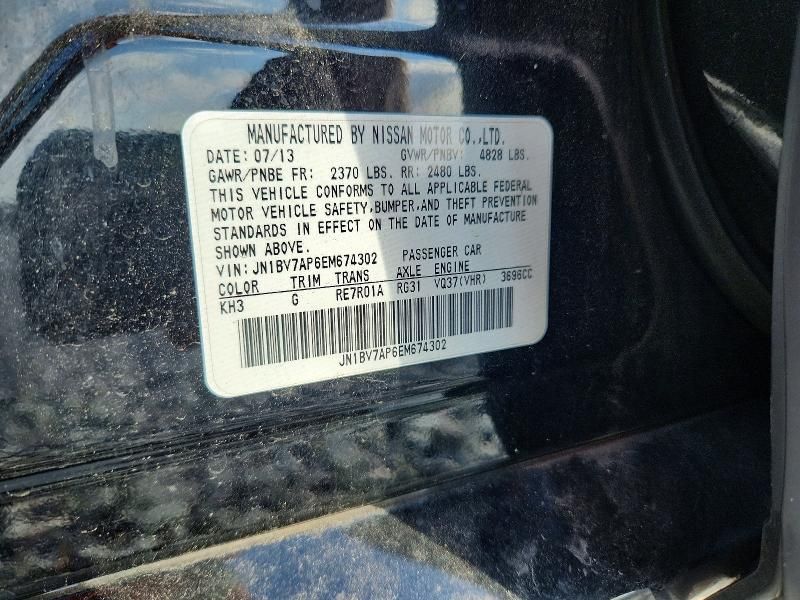 MANUFACTURED BY NISSAN MOTOR CO.,LTD.
DATE: 07/13 GVWR/PNBV: 4828 LBS.
GAWR/PNBE FR: 2370 LBS. RR: 2480 LBS.
THIS VEHICLE CONFORMS TO ALL APPLICABLE FEDERAL
MOTOR VEHICLE SAFETY,BUMPER,AND THEFT PREVENTION
STANDARDS IN EFFECT ON THE DATE OF MANUFACTURE
SHOWN ABOVE.
VIN: JN1BV7AP6EM674302 PASSENGER CAR
COLOR TRIM TRANS AXLE ENGINE
KH3 G RE7R01A RG31 VQ37(VHR) 3696CC
JN1BV7AP6EM674302